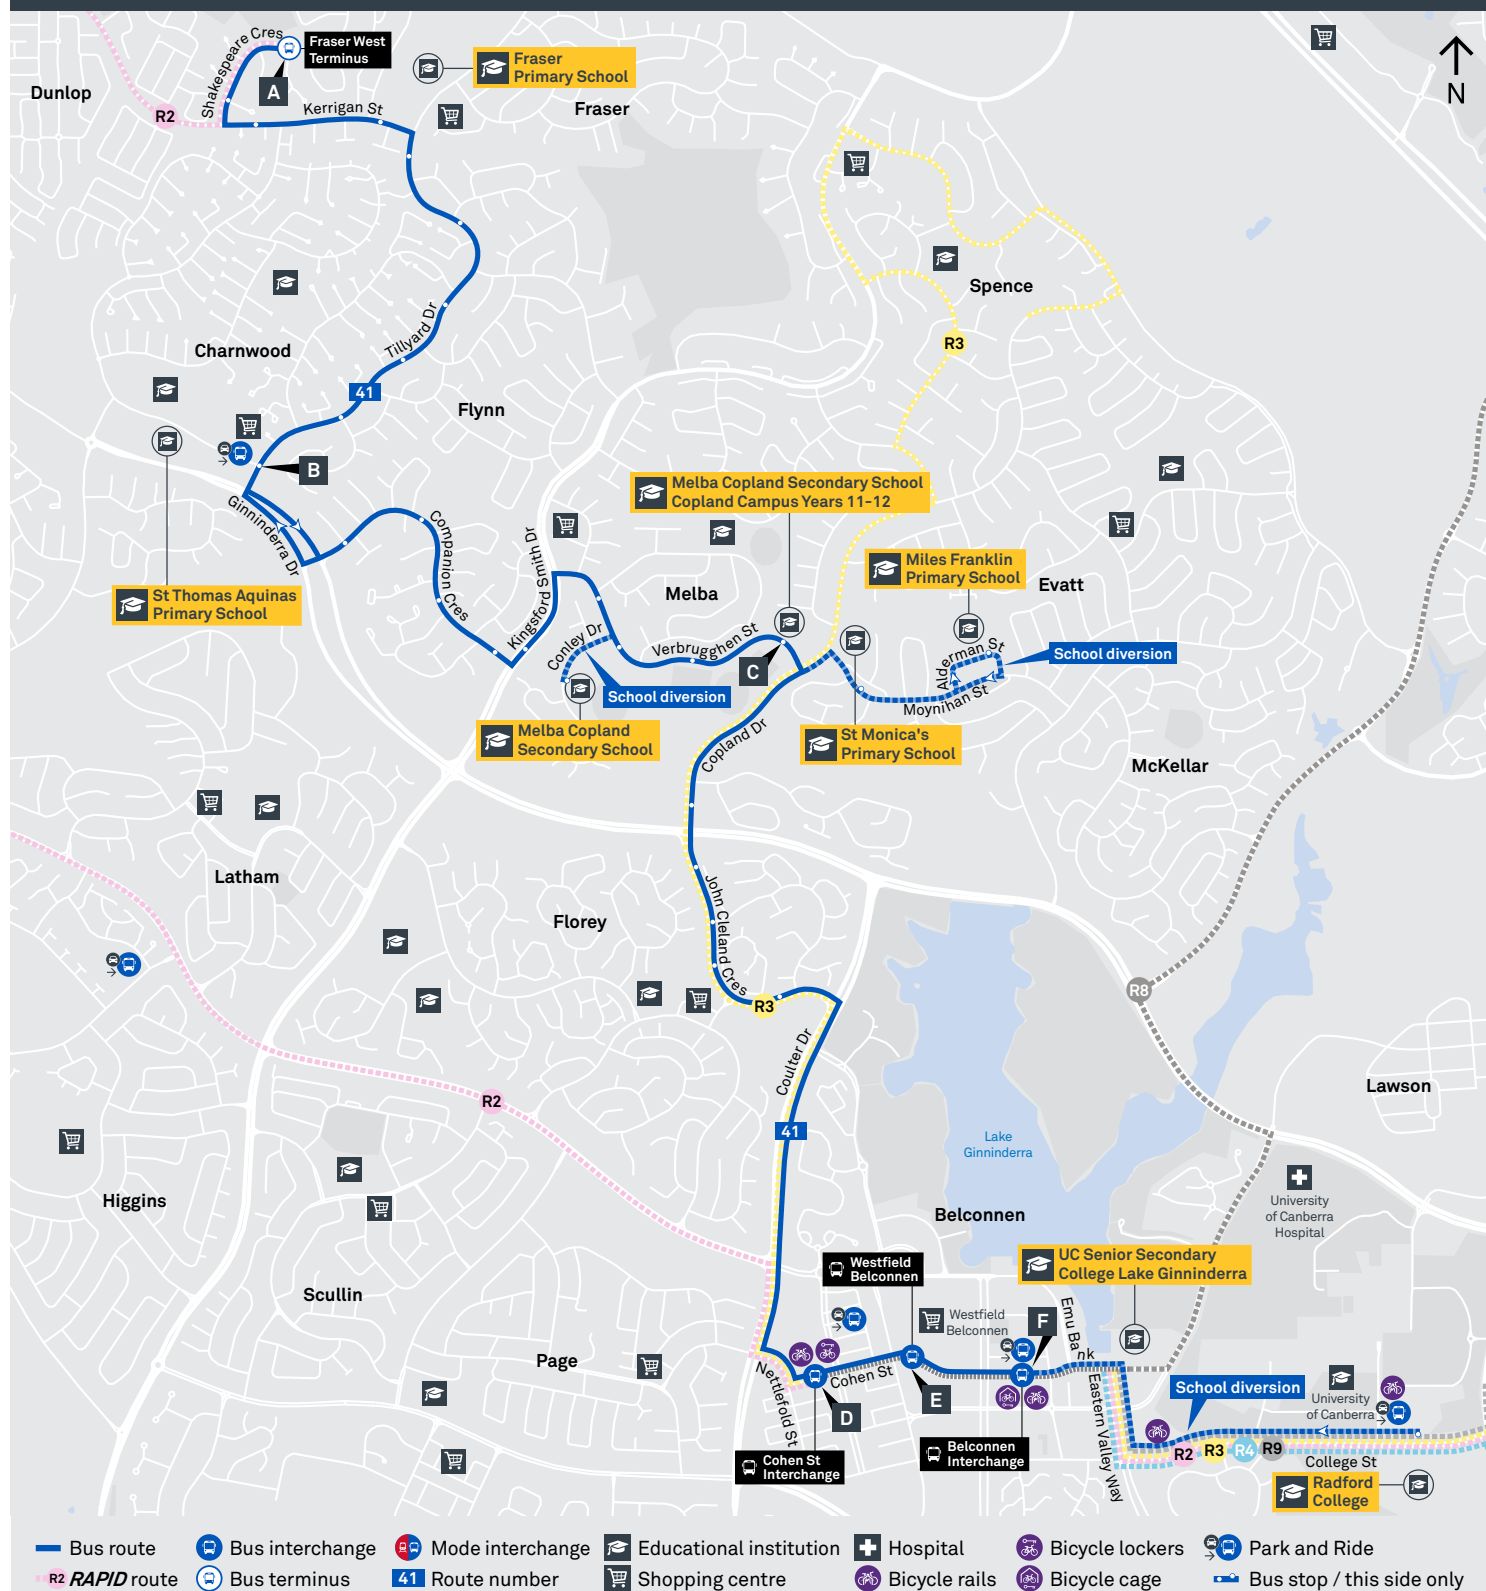 Shakespeare Cres
Fraser West
Terminus
A
Fraser
Primary School
N
Dunlop
R2
Kerrigan St
Fraser
Spence
R3
Tillyard Dr
Charnwood
41
Flynn
B
Ginninderra Dr
Companion Cres
Kingsford Smith Dr
Melba Copland Secondary School
Copland Campus Years 11-12
Miles Franklin
Primary School
Evatt
St Thomas Aquinas
Primary School
Melba
Conley Dr
Verbrugghen St
C
Alderman St
School diversion
Moynihan St
School diversion
Melba Copland
Secondary School
St Monica's
Primary School
Copland Dr
McKellar
Latham
Florey
John Cleland Cres
R3
R8
Coulter Dr
Lawson
R2
41
Lake
Ginninderra
Higgins
Belconnen
University
of Canberra
Hospital
Westfield
Belconnen
UC Senior Secondary
College Lake Ginninderra
Scullin
Westfield
Belconnen
Emu Bank
F
Page
Nettlefold St
Cohen St
D
E
Eastern Valley Way
School diversion
University
of Canberra
Cohen St
Interchange
Belconnen
Interchange
R2
R3
R4
R9
College St
Radford
College
Bus route
Bus interchange
Mode interchange
Educational institution
Hospital
Bicycle lockers
Park and Ride
R2 RAPID route
Bus terminus
41 Route number
Shopping centre
Bicycle rails
Bicycle cage
Bus stop / this side only